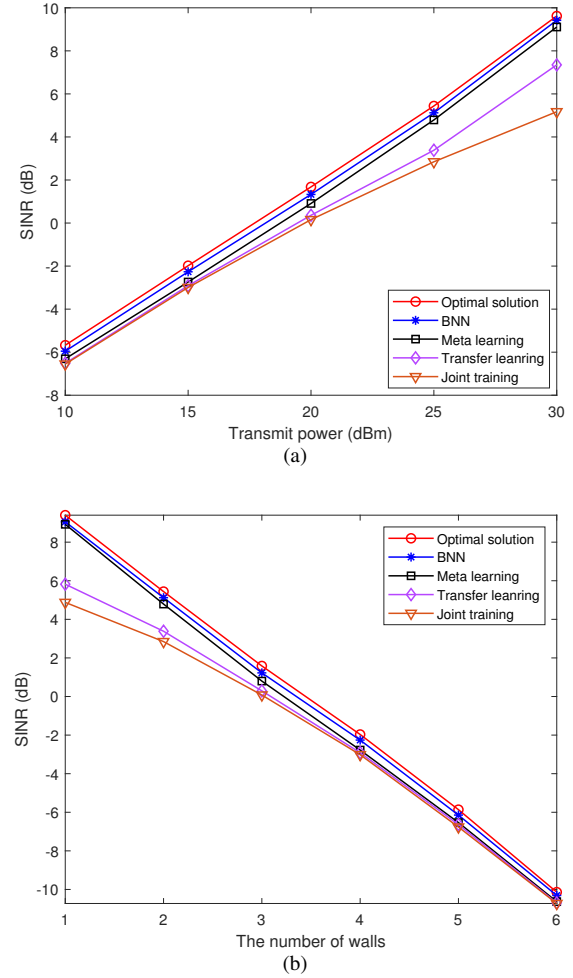 10
8
6
4
2
0
-2
-4
-6
-8
SINR (dB)
Optimal solution
BNN
Meta learning
Transfer leanring
Joint training
10 15 20 25 30
Transmit power (dBm)
(a)
8
6
4
2
0
-2
-4
-6
-8
-10
SINR (dB)
Optimal solution
BNN
Meta learning
Transfer leanring
Joint training
1 2 3 4 5 6
The number of walls
(b)